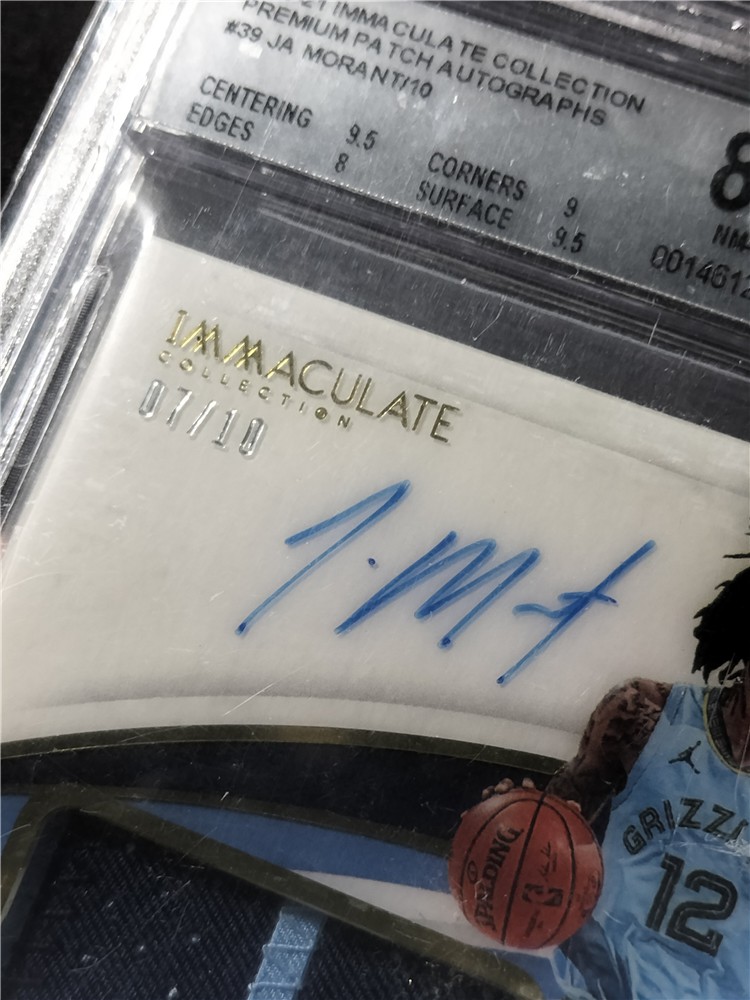 IMMACULATE COLLECTION
PREMIUM PATCH AUTOGRAPHS
#39 JA MORANT/10
CENTERING 9.5 CORNERS 9
EDGES 8 SURFACE 9.5
8
NM
IMMACULATE
COLLECTION
07/10
SPALDING
GRIZZ
12